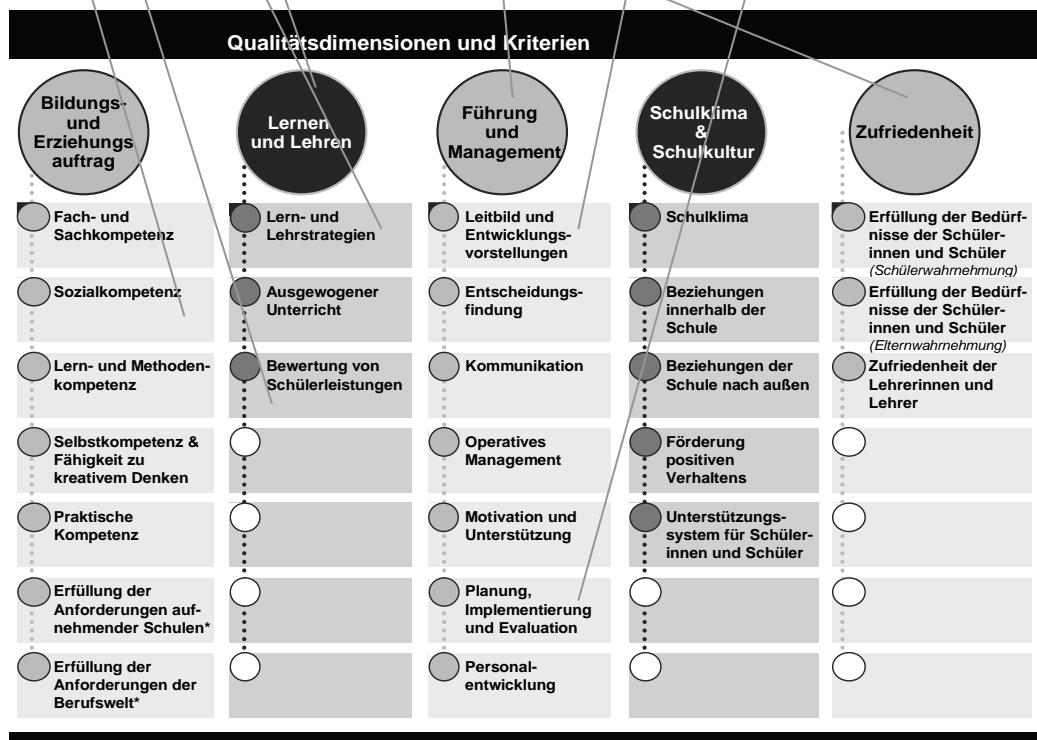 Qualitätsdimensionen und Kriterien
Bildungs-
und
Erziehungs
auftrag
Fach- und
Sachkompetenz
Sozialkompetenz
Lern- und Methoden-
kompetenz
Selbstkompetenz &
Fähigkeit zu
kreativem Denken
Praktische
Kompetenz
Erfüllung der
Anforderungen auf-
nehmender Schulen*
Erfüllung der
Anforderungen der
Berufswelt*
Lernen
und Lehren
Lern- und
Lehrstrategien
Ausgewogener
Unterricht
Bewertung von
Schülerleistungen
Führung
und
Management
Leitbild und
Entwicklungs-
vorstellungen
Entscheidungs-
findung
Kommunikation
Operatives
Management
Motivation und
Unterstützung
Planung,
Implementierung
und Evaluation
Personal-
entwicklung
Schulklima
&
Schulkultur
Schulklima
Beziehungen
innerhalb der
Schule
Beziehungen der
Schule nach außen
Förderung
positiven
Verhaltens
Unterstützungs-
system für Schüler-
innen und Schüler
Zufriedenheit
Erfüllung der Bedürf-
nisse der Schüler-
innen und Schüler
(Schülerwahrnehmung)
Erfüllung der Bedürf-
nisse der Schüler-
innen und Schüler
(Elternwahrnehmung)
Zufriedenheit der
Lehrerinnen und
Lehrer